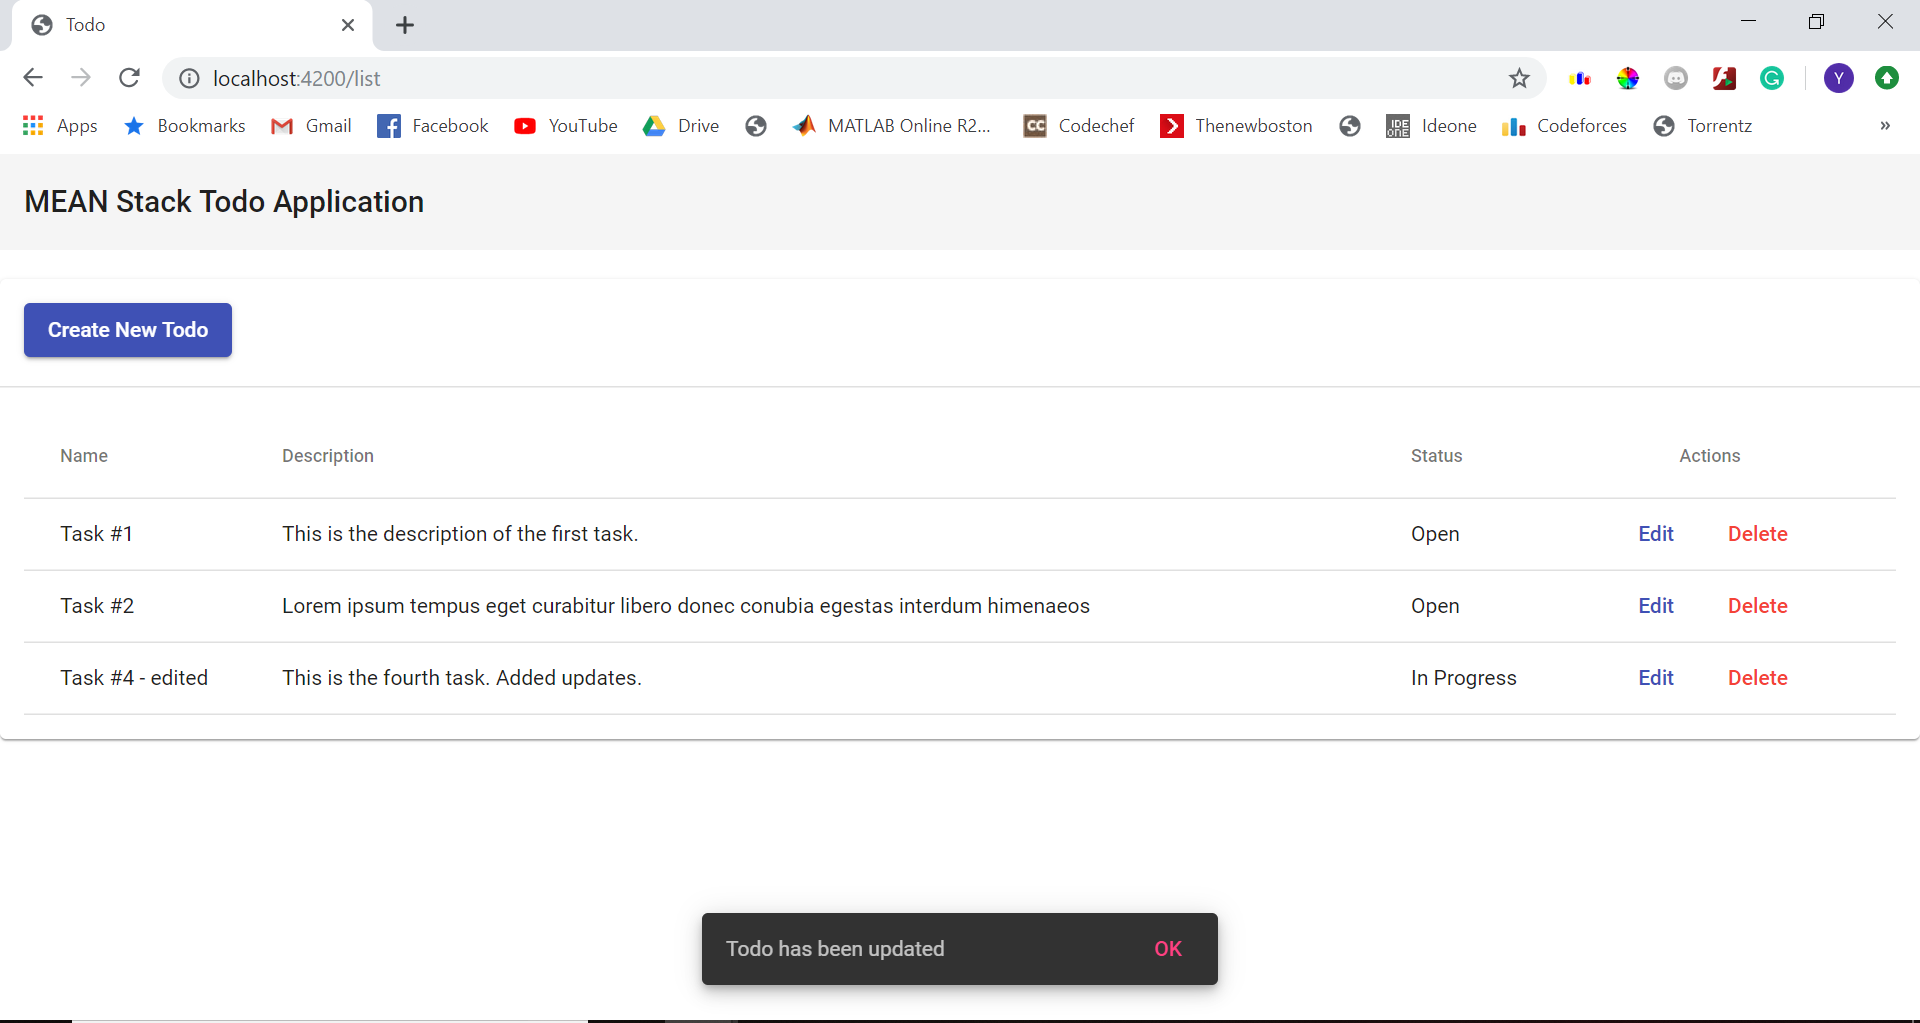 Todo
localhost:4200/list
Y
Apps Bookmarks Gmail Facebook YouTube Drive MATLAB Online R2... CC Codechef Thenewboston IDE ONE Ideone Codeforces Torrentz »
MEAN Stack Todo Application
Create New Todo
Name Description Status Actions
Task #1 This is the description of the first task. Open Edit Delete
Task #2 Lorem ipsum tempus eget curabitur libero donec conubia egestas interdum himenaeos Open Edit Delete
Task #4 - edited This is the fourth task. Added updates. In Progress Edit Delete
Todo has been updated OK